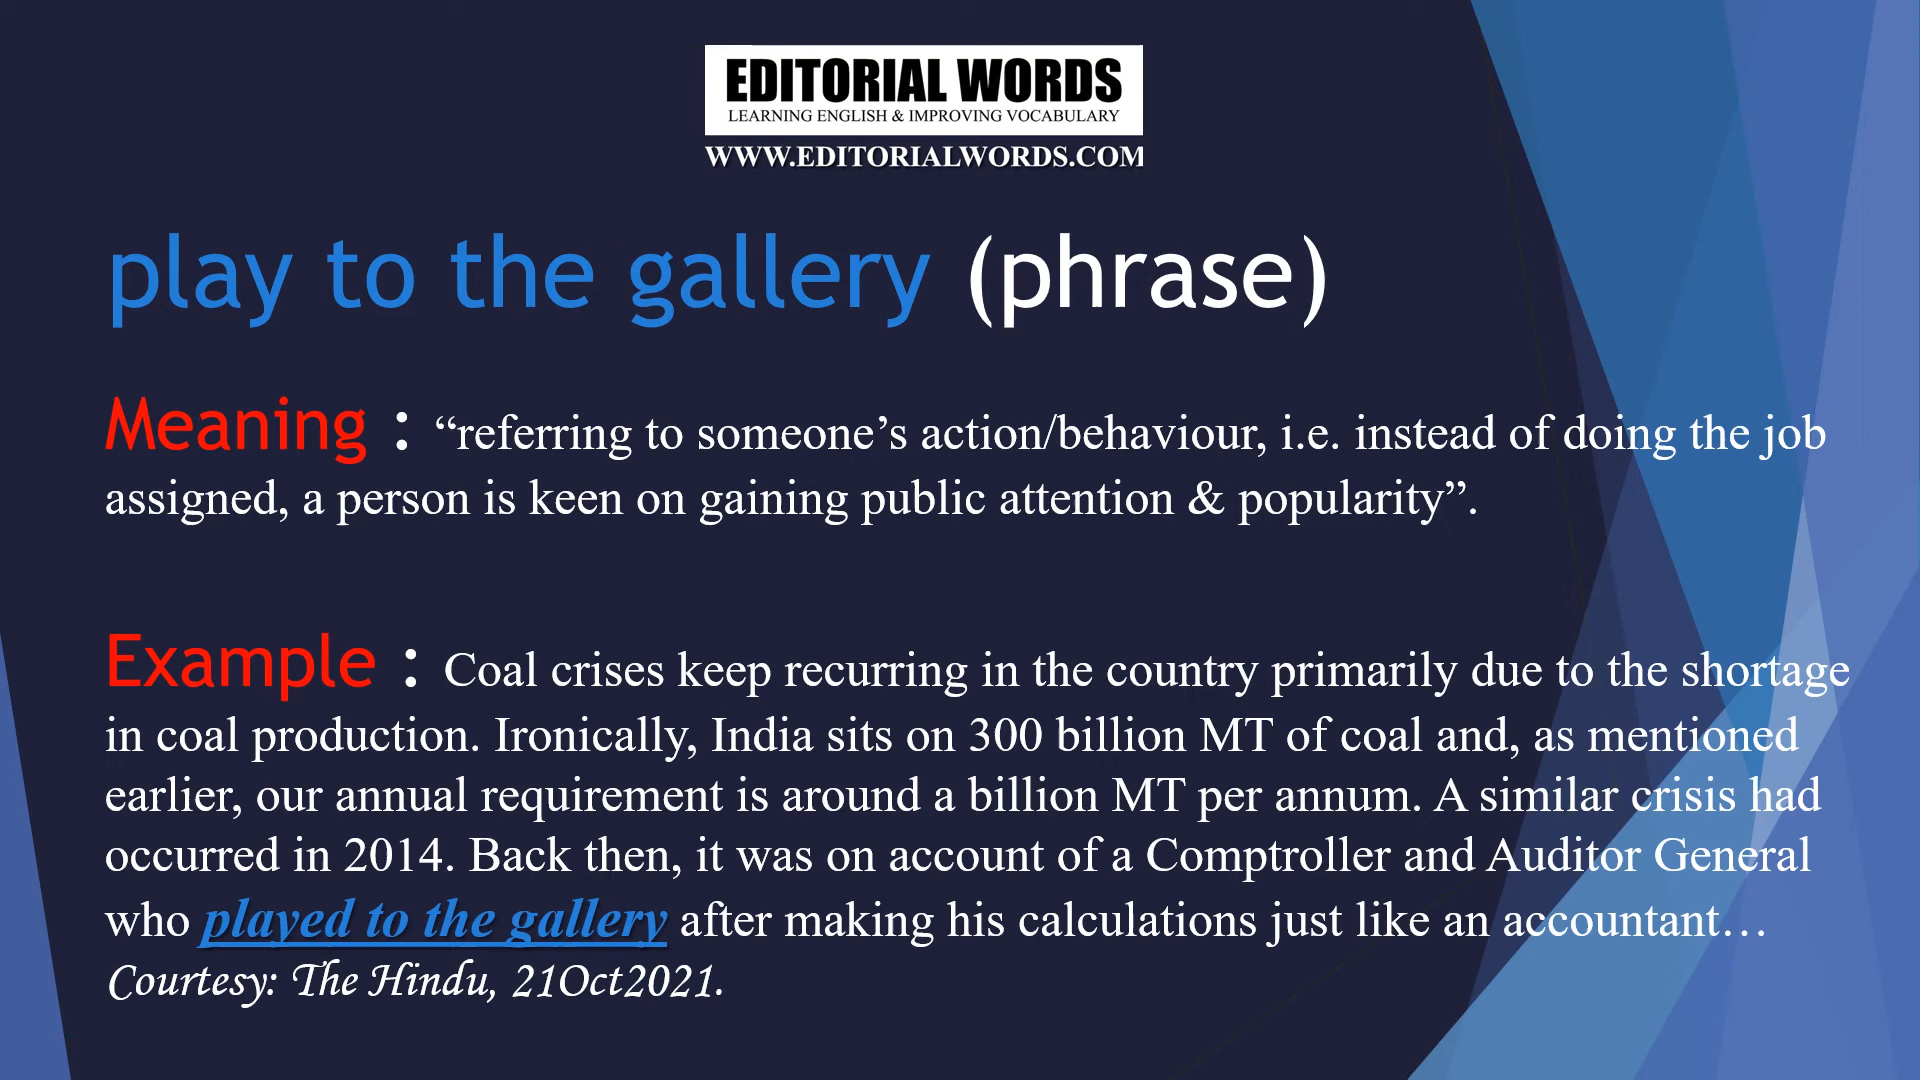 EDITORIAL WORDS
LEARNING ENGLISH & IMPROVING VOCABULARY
WWW.EDITORIALWORDS.COM
play to the gallery (phrase)
Meaning : “referring to someone’s action/behaviour, i.e. instead of doing the job
assigned, a person is keen on gaining public attention & popularity”.
Example : Coal crises keep recurring in the country primarily due to the shortage
in coal production. Ironically, India sits on 300 billion MT of coal and, as mentioned
earlier, our annual requirement is around a billion MT per annum. A similar crisis had
occurred in 2014. Back then, it was on account of a Comptroller and Auditor General
who played to the gallery after making his calculations just like an accountant…
Courtesy: The Hindu, 21Oct2021.